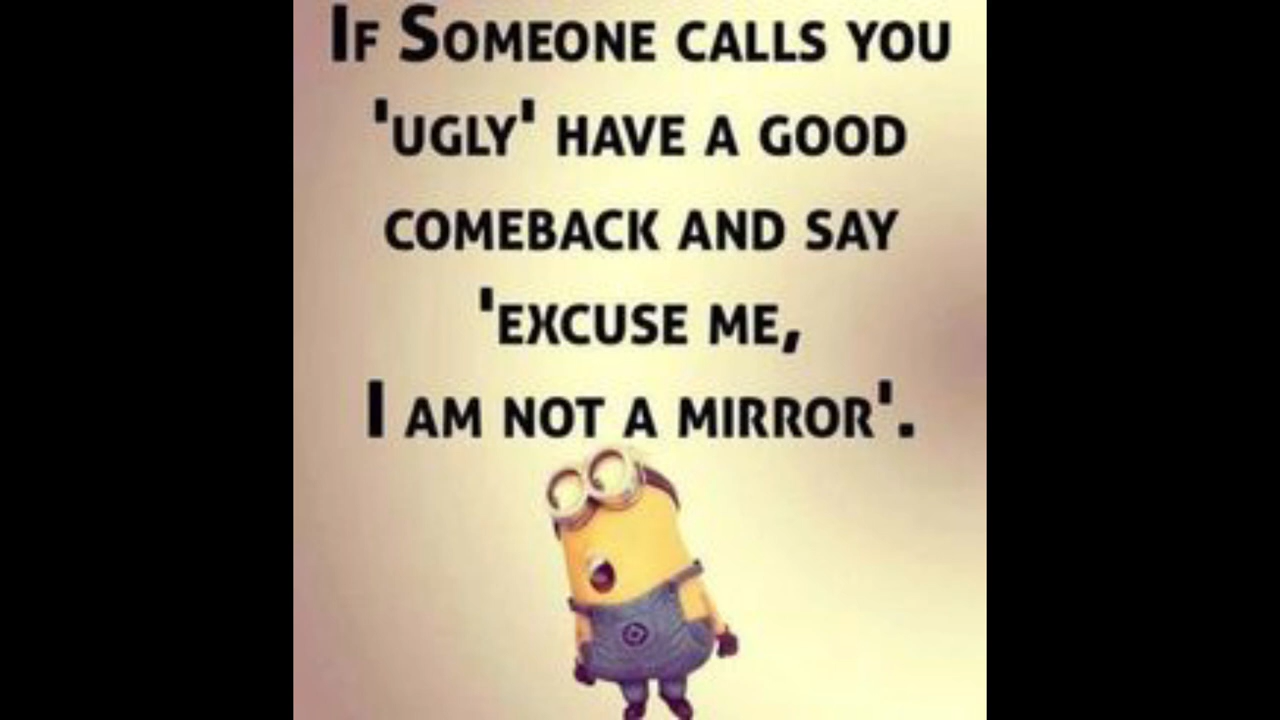 If Someone calls you
'ugly' have a good
comeback and say
'excuse me,
I am not a mirror'.